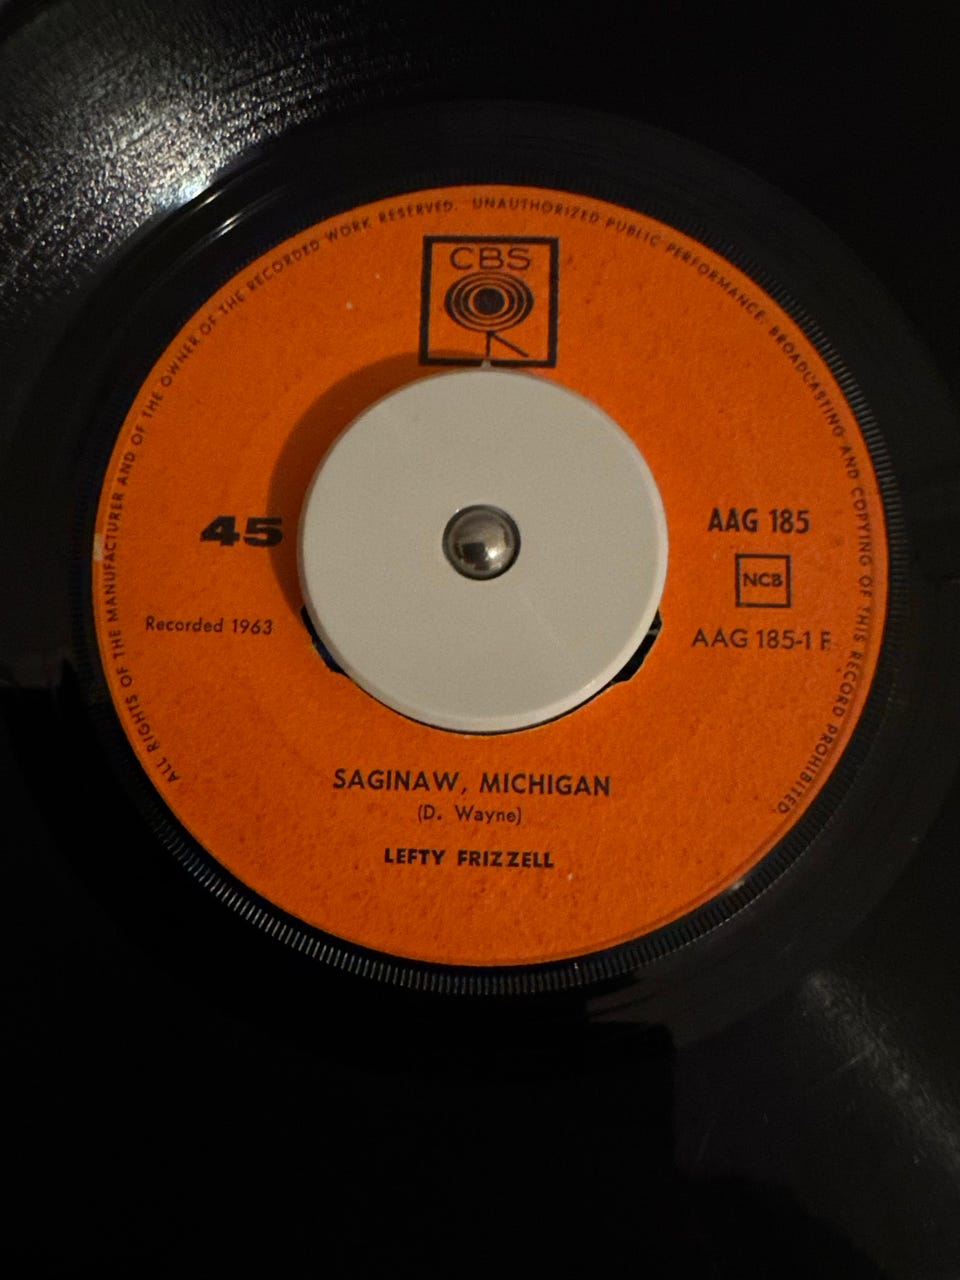 ALL RIGHTS OF THE MANUFACTURER AND OF THE OWNER OF THE RECORDED WORK RESERVED. UNAUTHORIZED PUBLIC PERFORMANCE. BROADCASTING AND COPYING OF THIS RECORD PROHIBITED.
CBS
45
AAG 185
NCB
Recorded 1963
AAG 185-1 F
SAGINAW, MICHIGAN
(D. Wayne)
LEFTY FRIZZELL